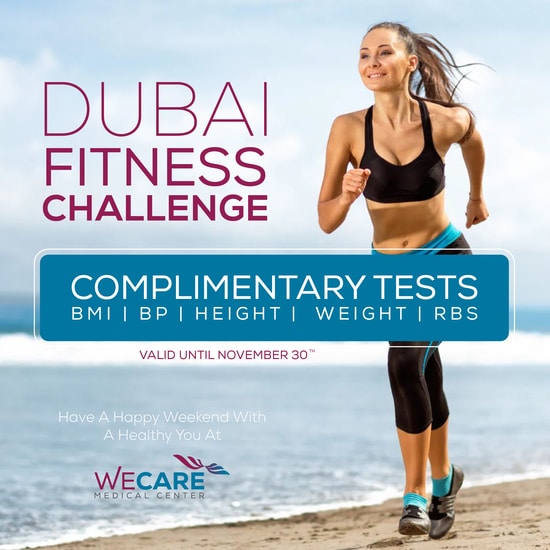 DUBAI
FITNESS
CHALLENGE
COMPLIMENTARY TESTS
BMI | BP | HEIGHT | WEIGHT | RBS
VALID UNTIL NOVEMBER 30™
Have A Happy Weekend With
A Healthy You At
WECARE
MEDICAL CENTER